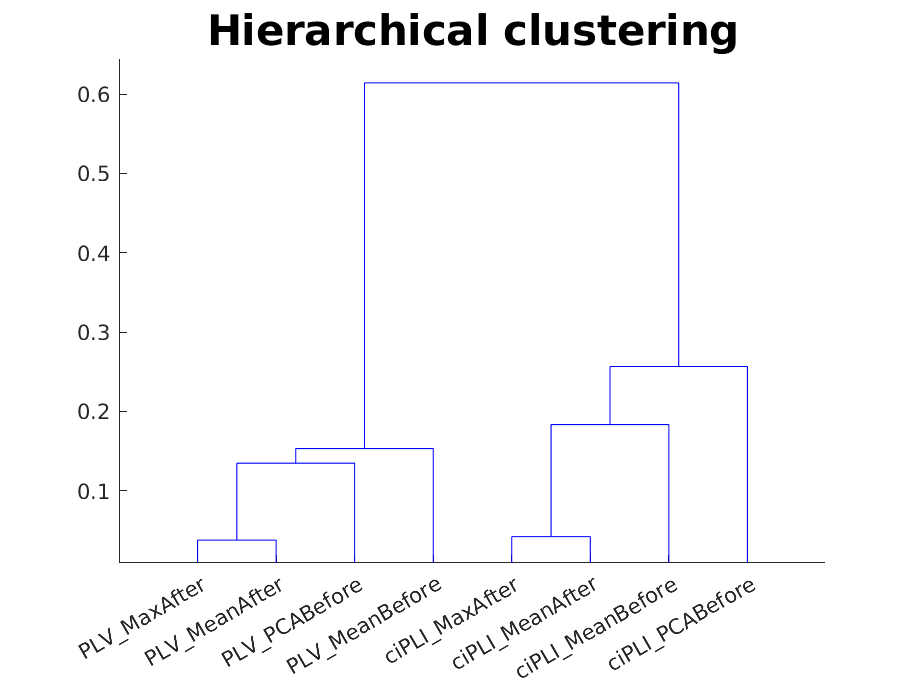 Hierarchical clustering
0.6
0.5
0.4
0.3
0.2
0.1
PLV_MaxAfter
PLV_MeanAfter
PLV_PCABefore
PLV_MeanBefore
ciPLI_MaxAfter
ciPLI_MeanAfter
ciPLI_MeanBefore
ciPLI_PCABefore